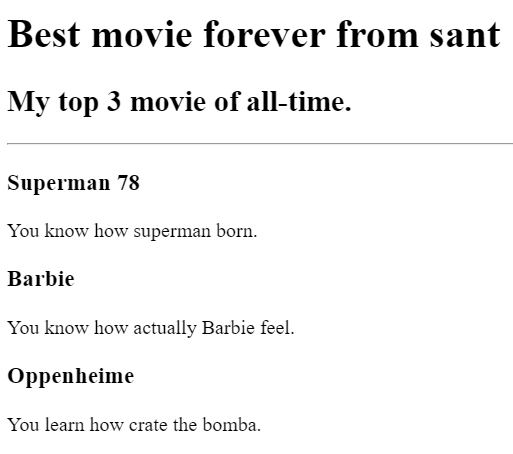 Best movie forever from sant
My top 3 movie of all-time.
Superman 78
You know how superman born.
Barbie
You know how actually Barbie feel.
Oppenheime
You learn how crate the bomba.